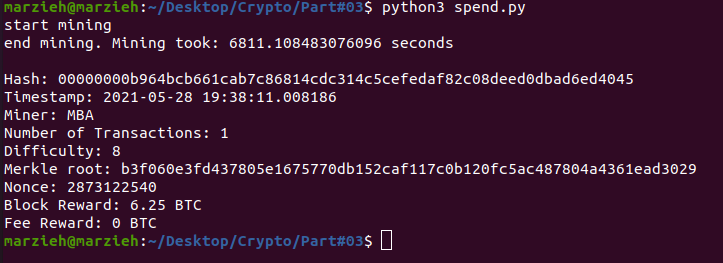 marzieh@marzieh:~/Desktop/Crypto/Part#03$ python3 spend.py
start mining
end mining. Mining took: 6811.108483076096 seconds
Hash: 00000000b964bcb661cab7c86814cdc314c5cefedaf82c08deed0dbad6ed4045
Timestamp: 2021-05-28 19:38:11.008186
Miner: MBA
Number of Transactions: 1
Difficulty: 8
Merkle root: b3f060e3fd437805e1675770db152caf117c0b120fc5ac487804a4361ead3029
Nonce: 2873122540
Block Reward: 6.25 BTC
Fee Reward: 0 BTC
marzieh@marzieh:~/Desktop/Crypto/Part#03$